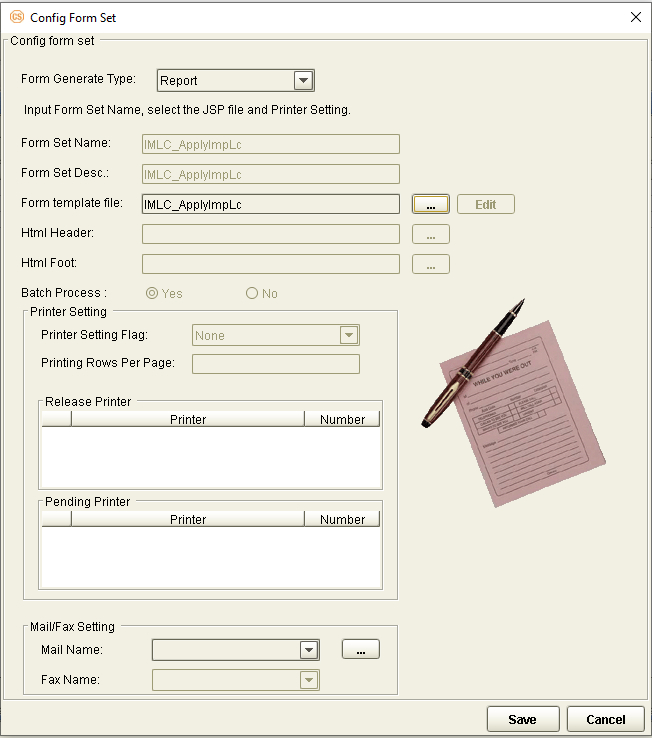 CS Config Form Set
Config form set
Form Generate Type: Report
Input Form Set Name, select the JSP file and Printer Setting.
Form Set Name: IMLC_ApplyImpLc
Form Set Desc.: IMLC_ApplyImpLc
Form template file: IMLC_ApplyImpLc ... Edit
Html Header: ...
Html Foot: ...
Batch Process : Yes No
Printer Setting
Printer Setting Flag: None
Printing Rows Per Page:
WHILE YOU WERE OUT
Release Printer
Printer Number
Pending Printer
Printer Number
Mail/Fax Setting
Mail Name: ...
Fax Name:
Save Cancel